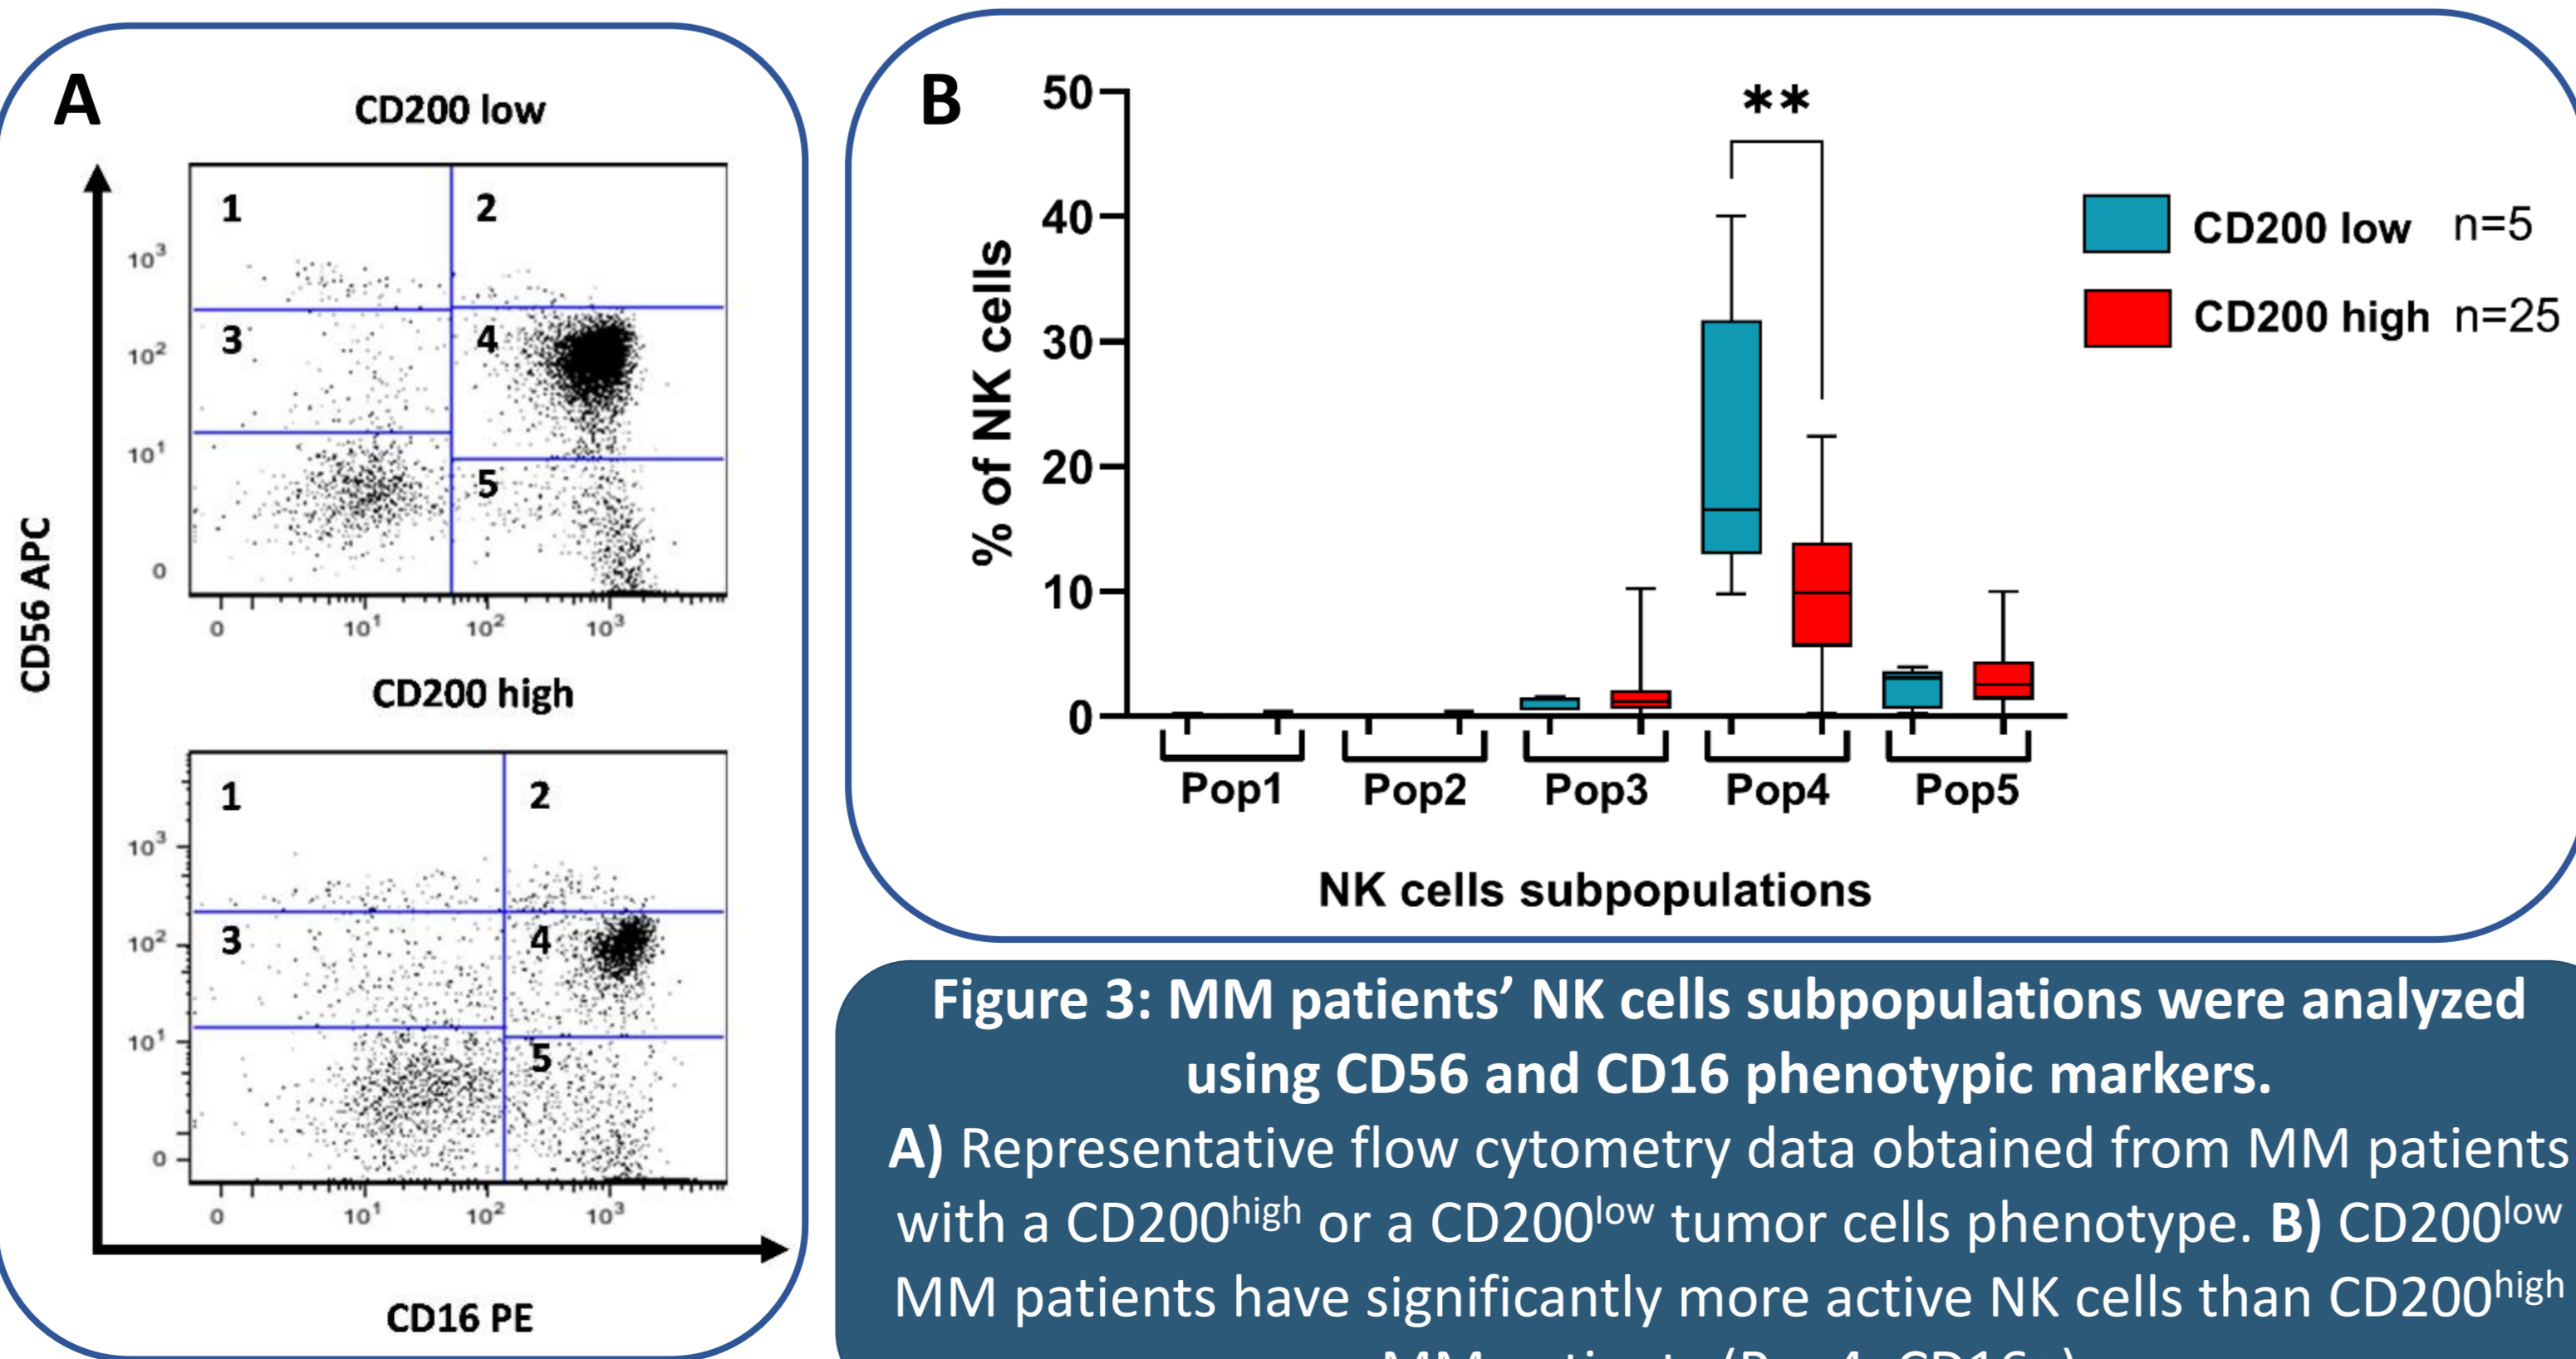 A
CD200 low
1
2
3
4
5
10³
10²
10¹
0
0
10¹
10²
10³
CD56 APC
CD200 high
1
2
3
4
5
10³
10²
10¹
0
0
10¹
10²
10³
CD16 PE
B
50
40
30
20
10
0
% of NK cells
**
CD200 low n=5
CD200 high n=25
Pop1 Pop2 Pop3 Pop4 Pop5
NK cells subpopulations
Figure 3: MM patients’ NK cells subpopulations were analyzed
using CD56 and CD16 phenotypic markers.
A) Representative flow cytometry data obtained from MM patients
with a CD200high or a CD200low tumor cells phenotype. B) CD200low
MM patients have significantly more active NK cells than CD200high